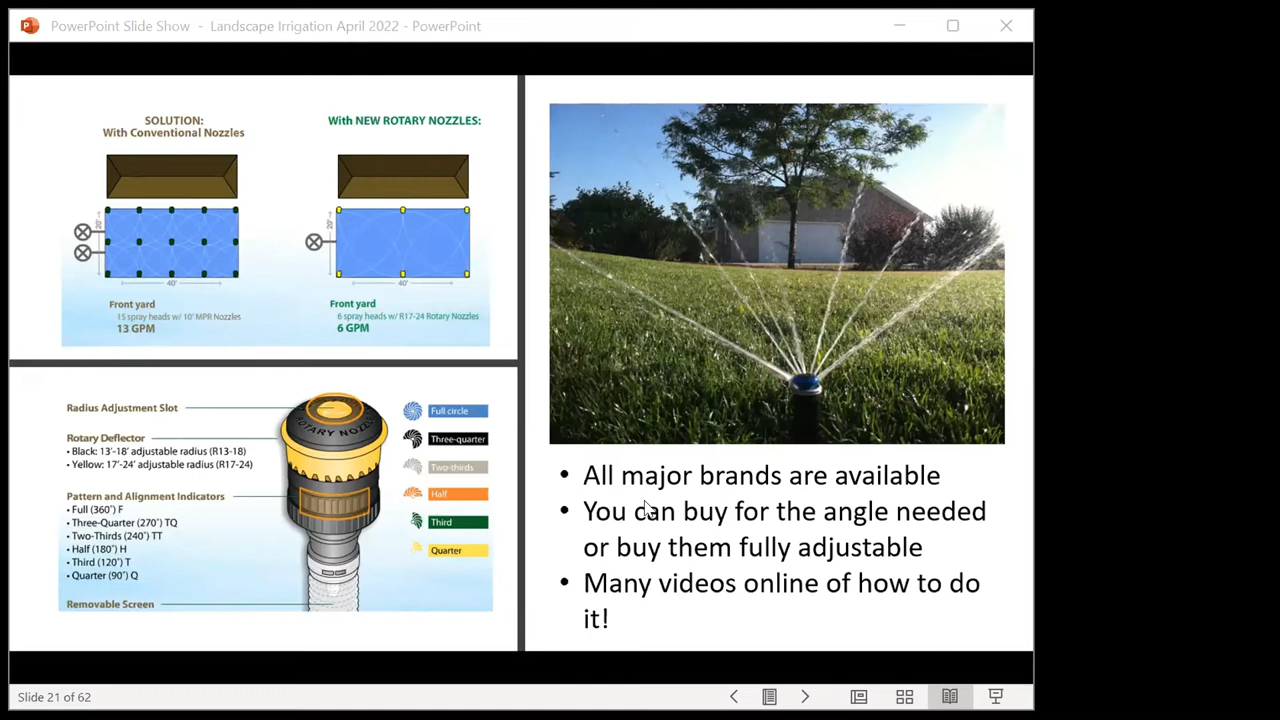 PowerPoint Slide Show - Landscape Irrigation April 2022 - PowerPoint
SOLUTION:
With Conventional Nozzles
20'
40'
Front yard
15 spray heads w/ 10' MPR Nozzles
13 GPM
With NEW ROTARY NOZZLES:
20'
40'
Front yard
6 spray heads w/ R17-24 Rotary Nozzles
6 GPM
Radius Adjustment Slot
Rotary Deflector
• Black: 13'-18' adjustable radius (R13-18)
• Yellow: 17'-24' adjustable radius (R17-24)
Pattern and Alignment Indicators
• Full (360˚) F
• Three-Quarter (270˚) TQ
• Two-Thirds (240˚) TT
• Half (180˚) H
• Third (120˚) T
• Quarter (90˚) Q
Removable Screen
ROTARY NOZZLE
Full circle
Three-quarter
Two-thirds
Half
Third
Quarter
• All major brands are available
• You can buy for the angle needed
or buy them fully adjustable
• Many videos online of how to do
it!
Slide 21 of 62